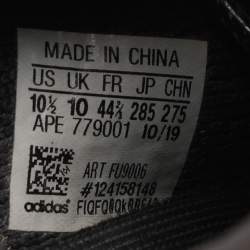 MADE IN CHINA
US UK FR JP CHN
10½ 10 44⅔ 285 275
APE 779001 10/19
ART FU9006
#124158148
adidas